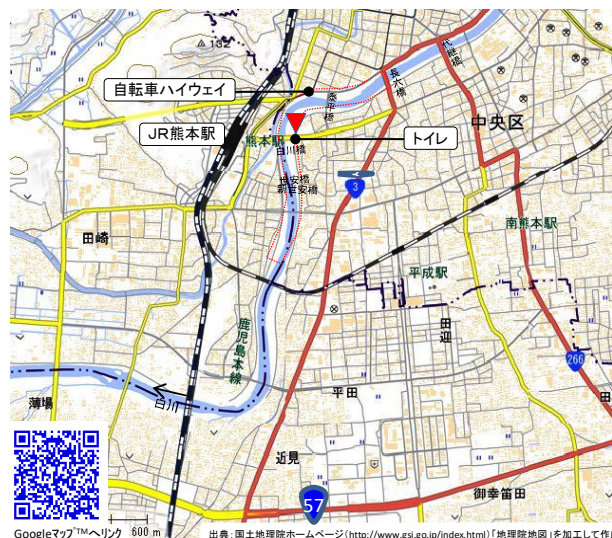 132
代継橋
長六橋
自転車ハイウェイ
泰平橋
中央区
JR熊本駅
熊本駅
トイレ
白川橋
世安橋
新世安橋
3
南熊本駅
田崎
平成駅
鹿児島本線
田迎
266
平田
薄場
白川
田
近見
御幸笛田
57
Googleマップ™へリンク
600 m
出典:国土地理院ホームページ(http://www.gsi.go.jp/index.html)「地理院地図」を加工して作